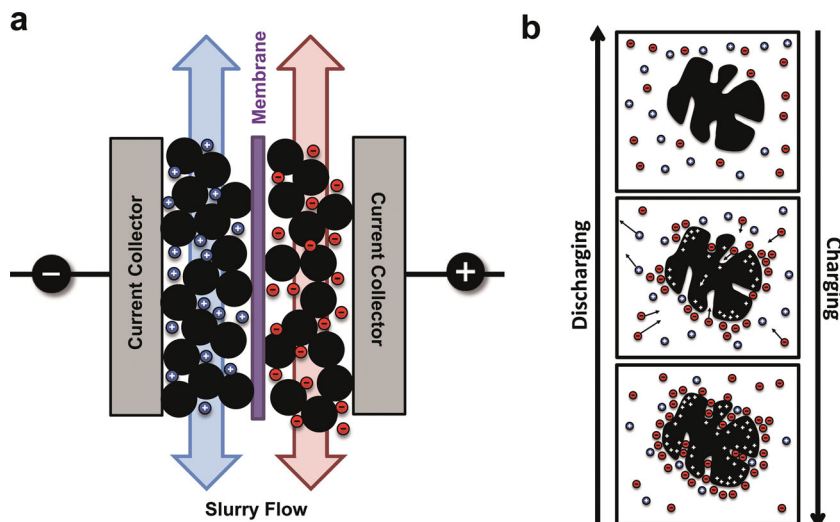 a
b
Membrane
Current Collector
Current Collector
−
+
Slurry Flow
Discharging
Charging